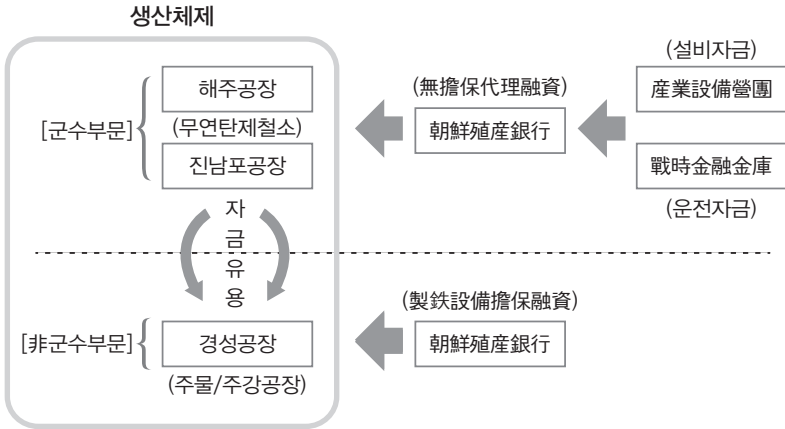 생산체제
[군수부문]
해주공장
(무연탄제철소)
진남포공장
(無擔保代理融資)
朝鮮殖産銀行
(설비자금)
産業設備營團
戰時金融金庫
(운전자금)
자
금
유
용
[非군수부문]
경성공장
(주물/주강공장)
(製鉄設備擔保融資)
朝鮮殖産銀行